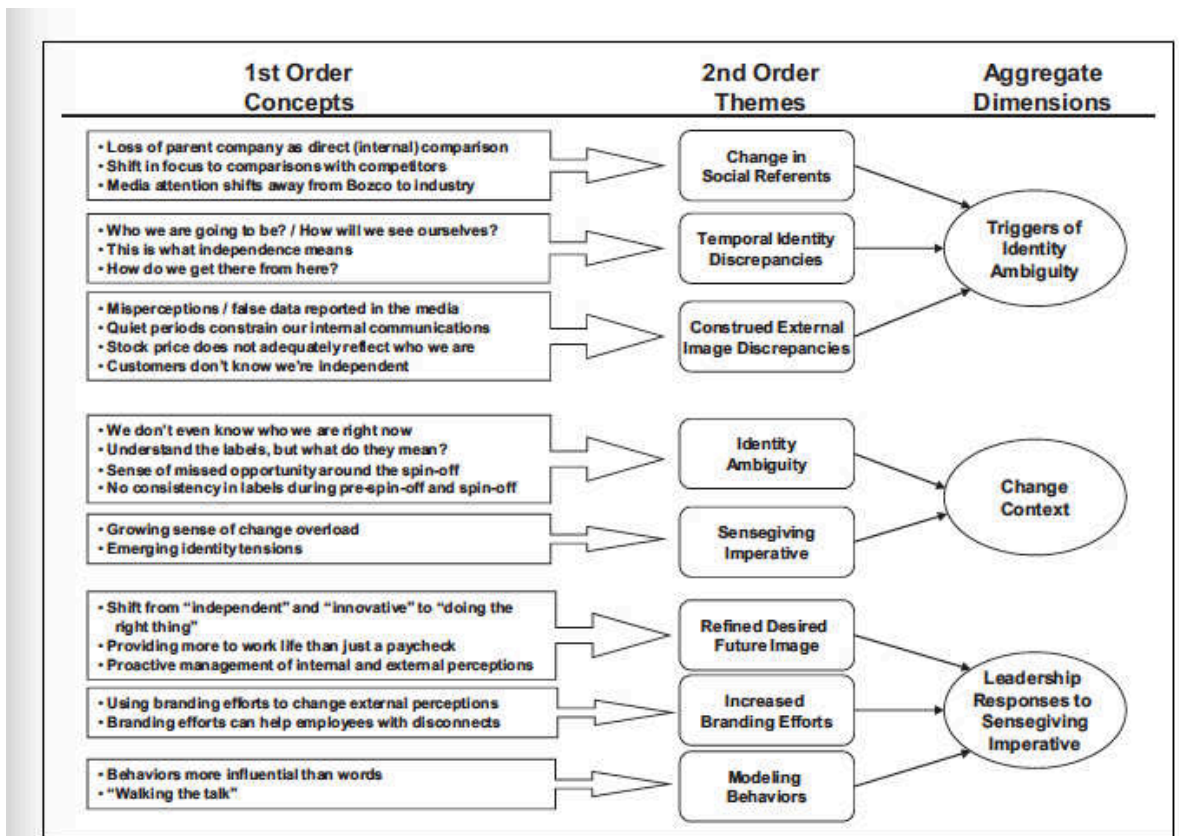 1st Order
Concepts
2nd Order
Themes
Aggregate
Dimensions
• Loss of parent company as direct (internal) comparison
• Shift in focus to comparisons with competitors
• Media attention shifts away from Bozco to industry
Change in
Social Referents
• Who we are going to be? / How will we see ourselves?
• This is what independence means
• How do we get there from here?
Temporal Identity
Discrepancies
• Misperceptions / false data reported in the media
• Quiet periods constrain our internal communications
• Stock price does not adequately reflect who we are
• Customers don't know we're independent
Construed External
Image Discrepancies
Triggers of
Identity
Ambiguity
• We don't even know who we are right now
• Understand the labels, but what do they mean?
• Sense of missed opportunity around the spin-off
• No consistency in labels during pre-spin-off and spin-off
Identity
Ambiguity
• Growing sense of change overload
• Emerging identity tensions
Sensegiving
Imperative
Change
Context
• Shift from “independent” and “innovative” to “doing the
right thing”
• Providing more to work life than just a paycheck
• Proactive management of internal and external perceptions
Refined Desired
Future Image
• Using branding efforts to change external perceptions
• Branding efforts can help employees with disconnects
Increased
Branding Efforts
• Behaviors more influential than words
• “Walking the talk”
Modeling
Behaviors
Leadership
Responses to
Sensegiving
Imperative